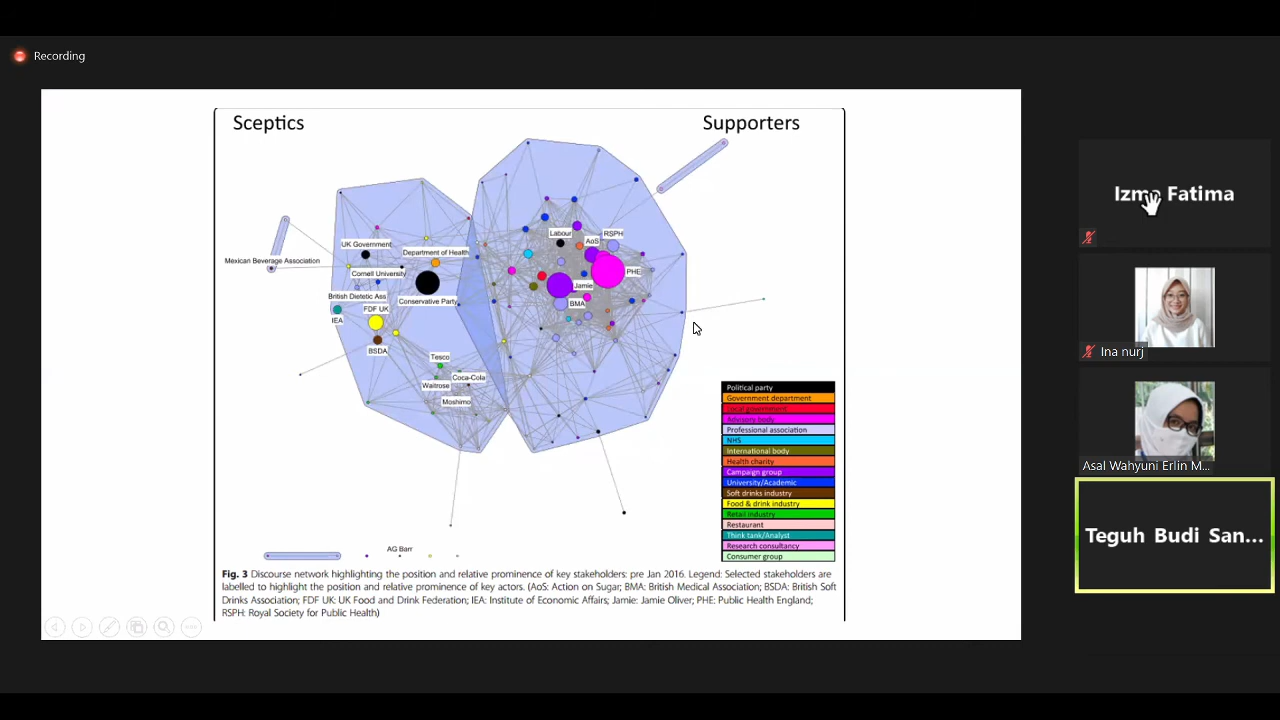 Recording
Sceptics
Supporters
Labour
RSPH
AoS
UK Government
Department of Health
Mexican Beverage Association
Cornell University
PHE
Jamie
British Dietetic Ass
Conservative Party
BMA
FDF UK
IEA
BSDA
Tesco
Coca-Cola
Waitrose
Moshimo
AG Barr
Political party
Government department
Local government
Advisory body
Professional association
NHS
International body
Health charity
Campaign group
University/Academic
Soft drinks industry
Food & drink industry
Retail industry
Restaurant
Think tank/Analyst
Research consultancy
Consumer group
Fig. 3 Discourse network highlighting the position and relative prominence of key stakeholders: pre Jan 2016. Legend: Selected stakeholders are
labelled to highlight the position and relative prominence of key actors. (AoS: Action on Sugar; BMA: British Medical Association; BSDA: British Soft
Drinks Association; FDF UK: UK Food and Drink Federation; IEA: Institute of Economic Affairs; Jamie: Jamie Oliver; PHE: Public Health England;
RSPH: Royal Society for Public Health)
Fatima
Ina nurj
Asal Wahyuni Erlin M...
Teguh Budi San...